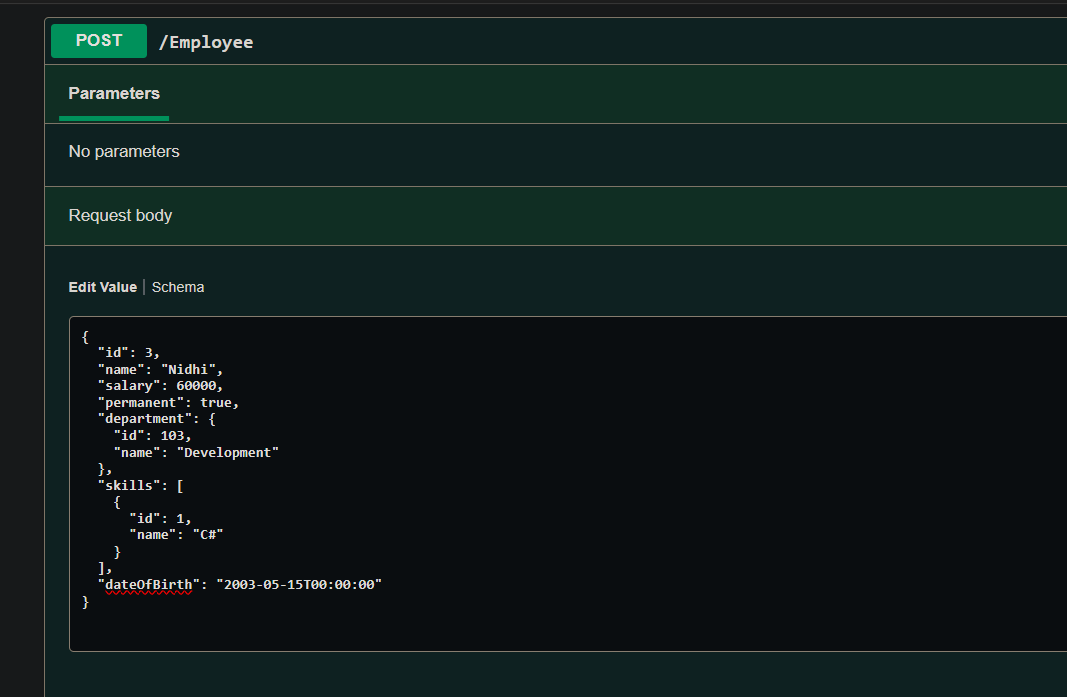 POST /Employee
Parameters
No parameters
Request body
Edit Value | Schema
{
  "id": 3,
  "name": "Nidhi",
  "salary": 60000,
  "permanent": true,
  "department": {
    "id": 103,
    "name": "Development"
  },
  "skills": [
    {
      "id": 1,
      "name": "C#"
    }
  ],
  "dateOfBirth": "2003-05-15T00:00:00"
}